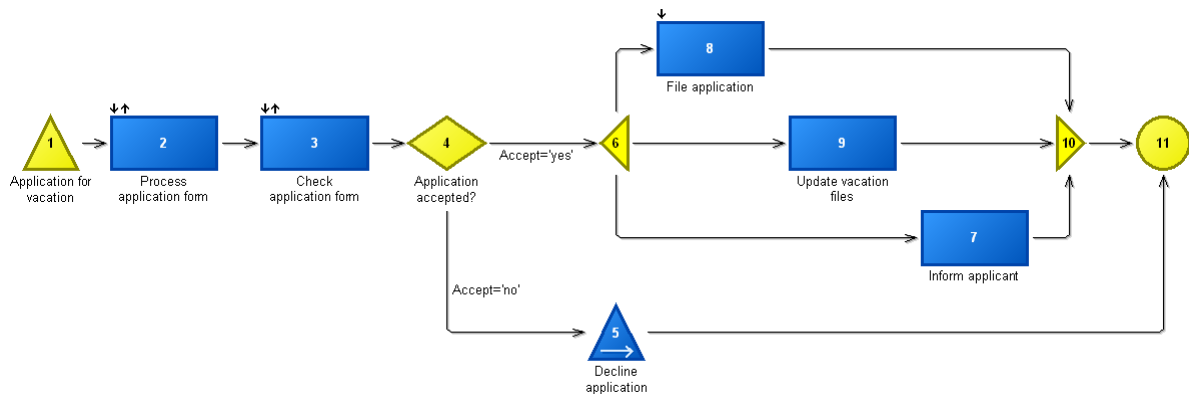 1
Application for
vacation
2
Process
application form
3
Check
application form
4
Application
accepted?
Accept='yes'
Accept='no'
6
8
File application
9
Update vacation
files
7
Inform applicant
5
Decline
application
10
11